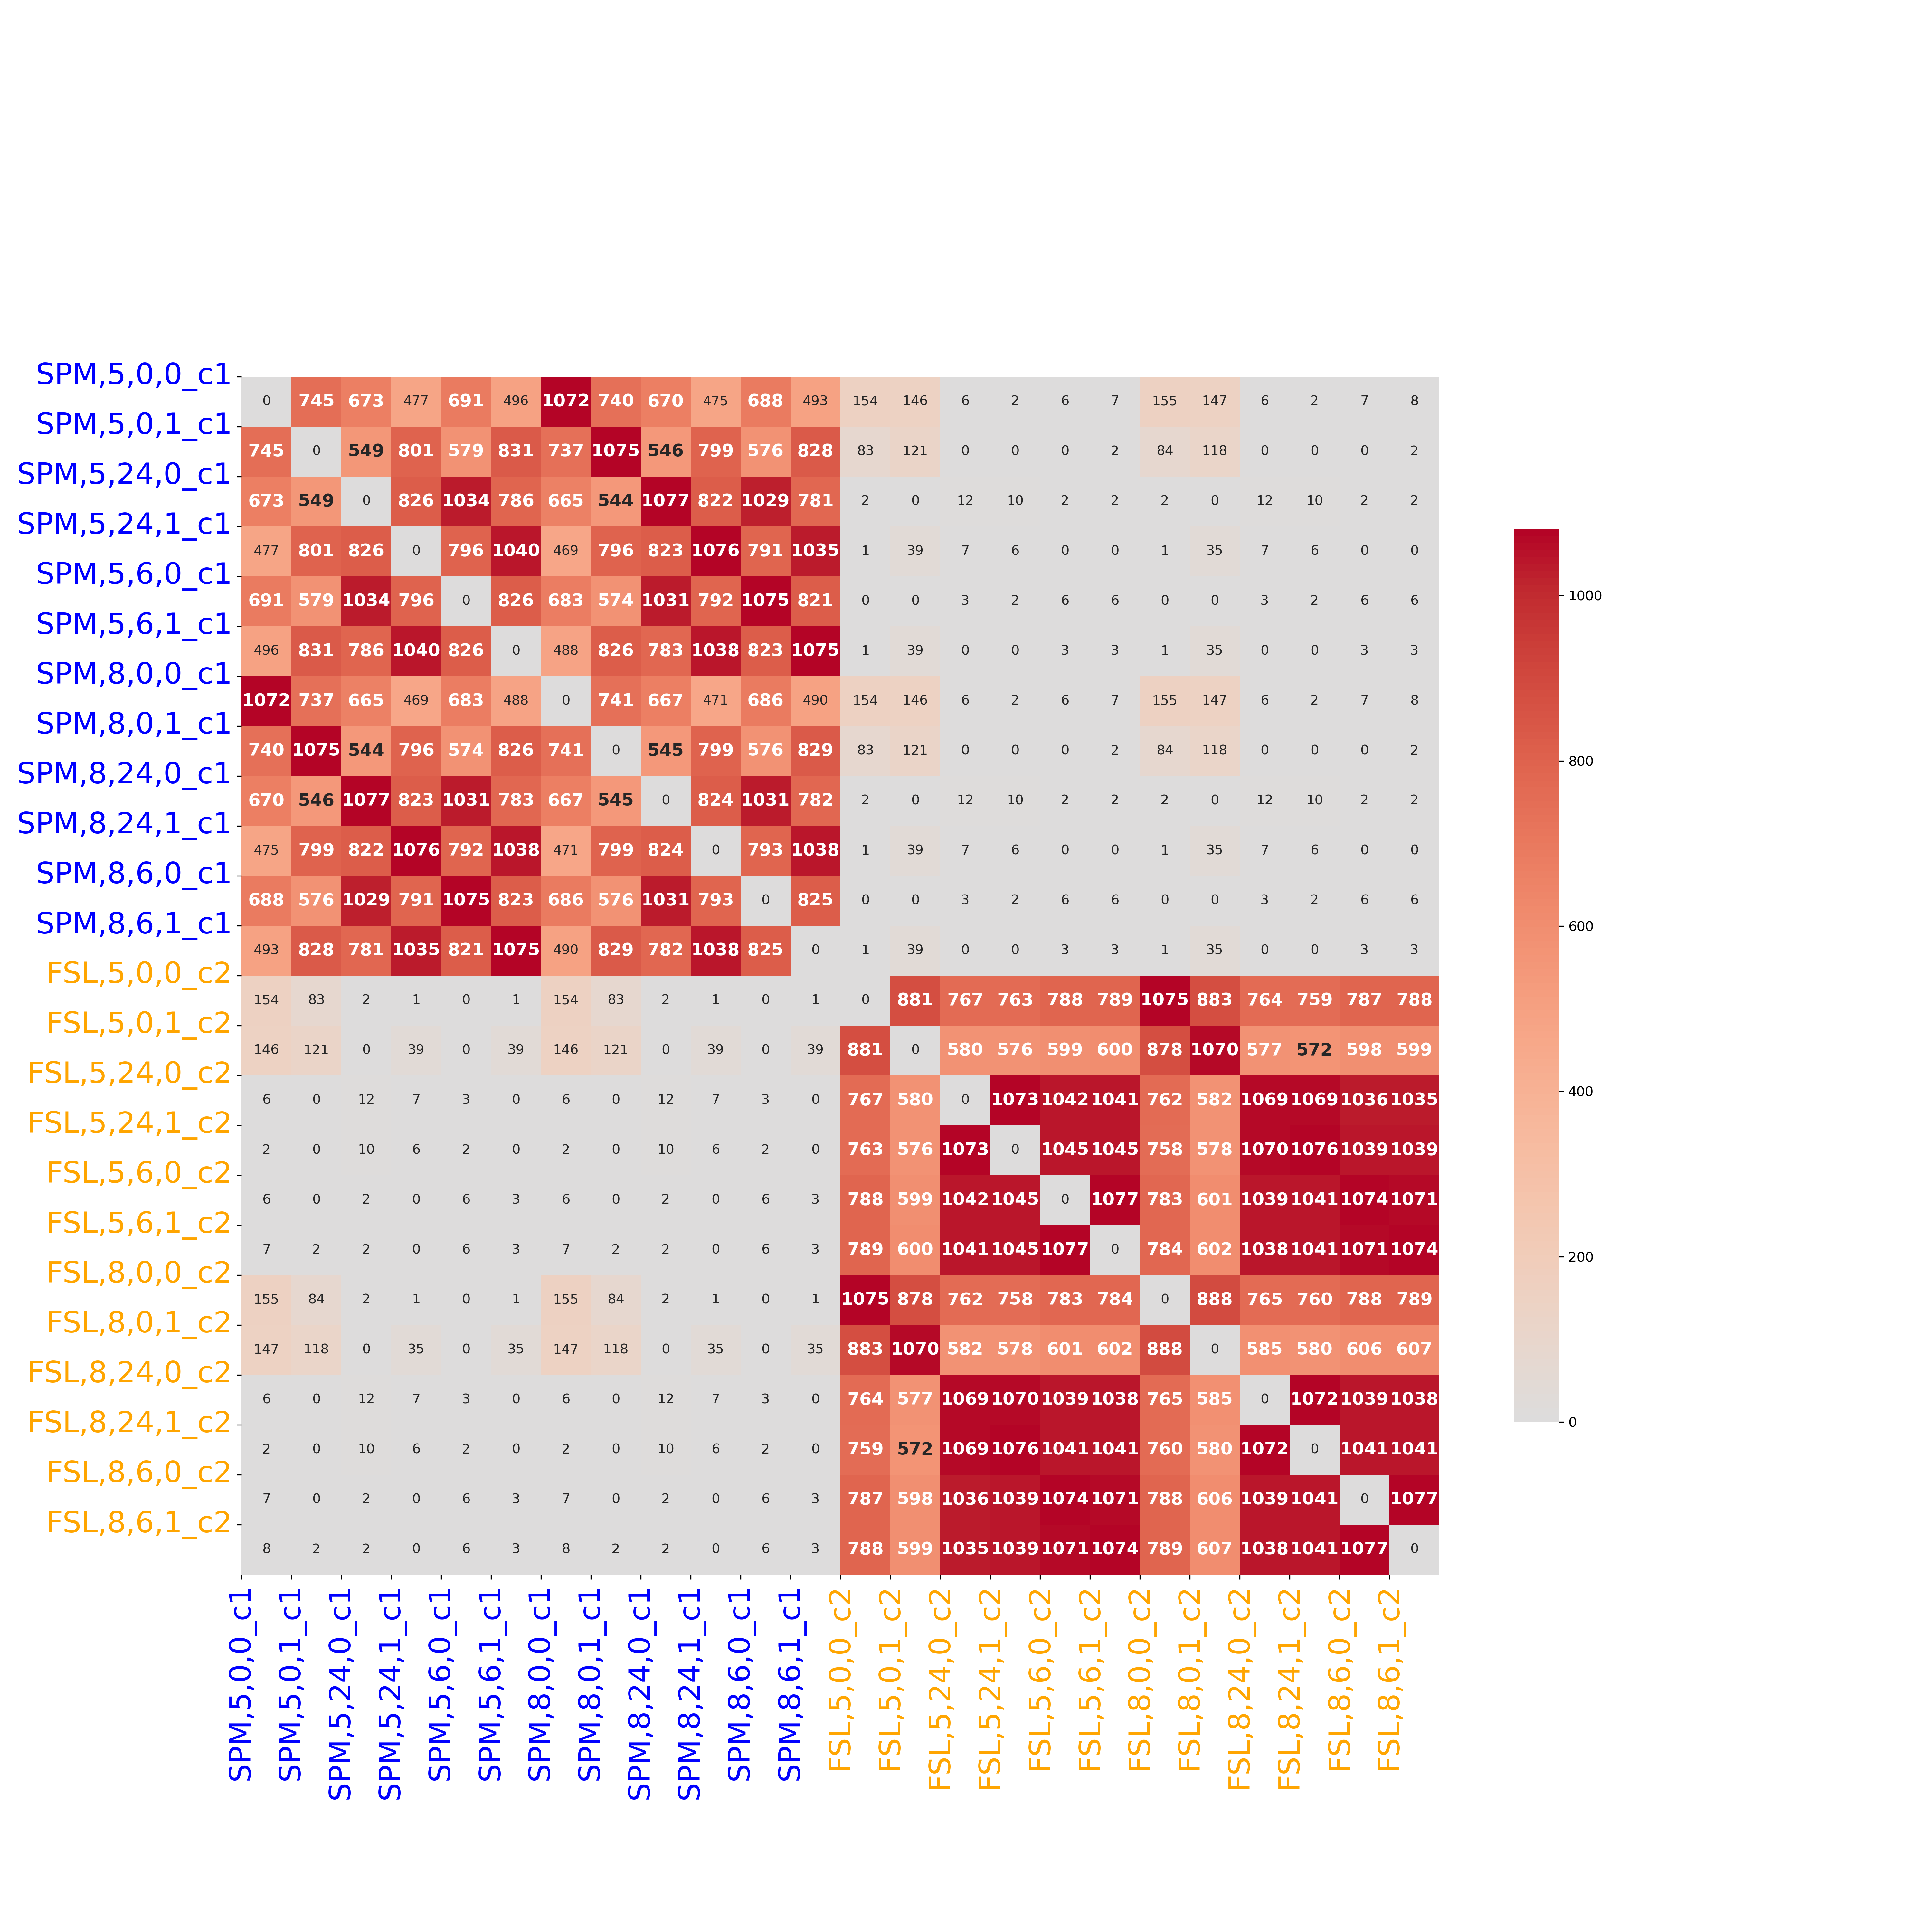 SPM,5,0,0_c1 0 745 673 477 691 496 1072 740 670 475 688 493 154 146 6 2 6 7 155 147 6 2 7 8
SPM,5,0,1_c1 745 0 549 801 579 831 737 1075 546 799 576 828 83 121 0 0 0 2 84 118 0 0 0 2
SPM,5,24,0_c1 673 549 0 826 1034 786 665 544 1077 822 1029 781 2 0 12 10 2 2 2 0 12 10 2 2
SPM,5,24,1_c1 477 801 826 0 796 1040 469 796 823 1076 791 1035 1 39 7 6 0 0 1 35 7 6 0 0
SPM,5,6,0_c1 691 579 1034 796 0 826 683 574 1031 792 1075 821 0 0 3 2 6 6 0 0 3 2 6 6
SPM,5,6,1_c1 496 831 786 1040 826 0 488 826 783 1038 823 1075 1 39 0 0 3 3 1 35 0 0 3 3
SPM,8,0,0_c1 1072 737 665 469 683 488 0 741 667 471 686 490 154 146 6 2 6 7 155 147 6 2 7 8
SPM,8,0,1_c1 740 1075 544 796 574 826 741 0 545 799 576 829 83 121 0 0 0 2 84 118 0 0 0 2
SPM,8,24,0_c1 670 546 1077 823 1031 783 667 545 0 824 1031 782 2 0 12 10 2 2 2 0 12 10 2 2
SPM,8,24,1_c1 475 799 822 1076 792 1038 471 799 824 0 793 1038 1 39 7 6 0 0 1 35 7 6 0 0
SPM,8,6,0_c1 688 576 1029 791 1075 823 686 576 1031 793 0 825 0 0 3 2 6 6 0 0 3 2 6 6
SPM,8,6,1_c1 493 828 781 1035 821 1075 490 829 782 1038 825 0 1 39 0 0 3 3 1 35 0 0 3 3
FSL,5,0,0_c2 154 83 2 1 0 1 154 83 2 1 0 1 0 881 767 763 788 789 1075 883 764 759 787 788
FSL,5,0,1_c2 146 121 0 39 0 39 146 121 0 39 0 39 881 0 580 576 599 600 878 1070 577 572 598 599
FSL,5,24,0_c2 6 0 12 7 3 0 6 0 12 7 3 0 767 580 0 1073 1042 1041 762 582 1069 1069 1036 1035
FSL,5,24,1_c2 2 0 10 6 2 0 2 0 10 6 2 0 763 576 1073 0 1045 1045 758 578 1070 1076 1039 1039
FSL,5,6,0_c2 6 0 2 0 6 3 6 0 2 0 6 3 788 599 1042 1045 0 1077 783 601 1039 1041 1074 1071
FSL,5,6,1_c2 7 2 2 0 6 3 7 2 2 0 6 3 789 600 1041 1045 1077 0 784 602 1038 1041 1071 1074
FSL,8,0,0_c2 155 84 2 1 0 1 155 84 2 1 0 1 1075 878 762 758 783 784 0 888 765 760 788 789
FSL,8,0,1_c2 147 118 0 35 0 35 147 118 0 35 0 35 883 1070 582 578 601 602 888 0 585 580 606 607
FSL,8,24,0_c2 6 0 12 7 3 0 6 0 12 7 3 0 764 577 1069 1070 1039 1038 765 585 0 1072 1039 1038
FSL,8,24,1_c2 2 0 10 6 2 0 2 0 10 6 2 0 759 572 1069 1076 1041 1041 760 580 1072 0 1041 1041
FSL,8,6,0_c2 7 0 2 0 6 3 7 0 2 0 6 3 787 598 1036 1039 1074 1071 788 606 1039 1041 0 1077
FSL,8,6,1_c2 8 2 2 0 6 3 8 2 2 0 6 3 788 599 1035 1039 1071 1074 789 607 1038 1041 1077 0
SPM,5,0,0_c1
SPM,5,0,1_c1
SPM,5,24,0_c1
SPM,5,24,1_c1
SPM,5,6,0_c1
SPM,5,6,1_c1
SPM,8,0,0_c1
SPM,8,0,1_c1
SPM,8,24,0_c1
SPM,8,24,1_c1
SPM,8,6,0_c1
SPM,8,6,1_c1
FSL,5,0,0_c2
FSL,5,0,1_c2
FSL,5,24,0_c2
FSL,5,24,1_c2
FSL,5,6,0_c2
FSL,5,6,1_c2
FSL,8,0,0_c2
FSL,8,0,1_c2
FSL,8,24,0_c2
FSL,8,24,1_c2
FSL,8,6,0_c2
FSL,8,6,1_c2
1000
800
600
400
200
0